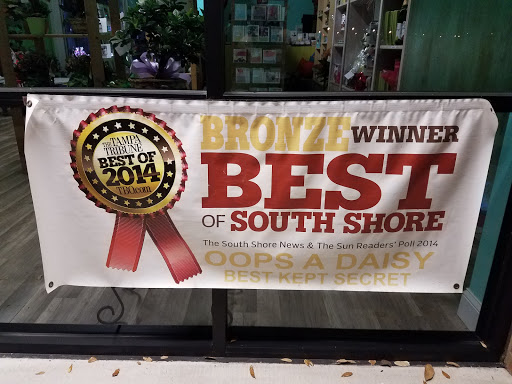 THE TAMPA
TRIBUNE
BEST OF
2014
TBO.com
BRONZE WINNER
BEST
OF SOUTH SHORE
The South Shore News & The Sun Readers' Poll 2014
OOPS A DAISY
BEST KEPT SECRET